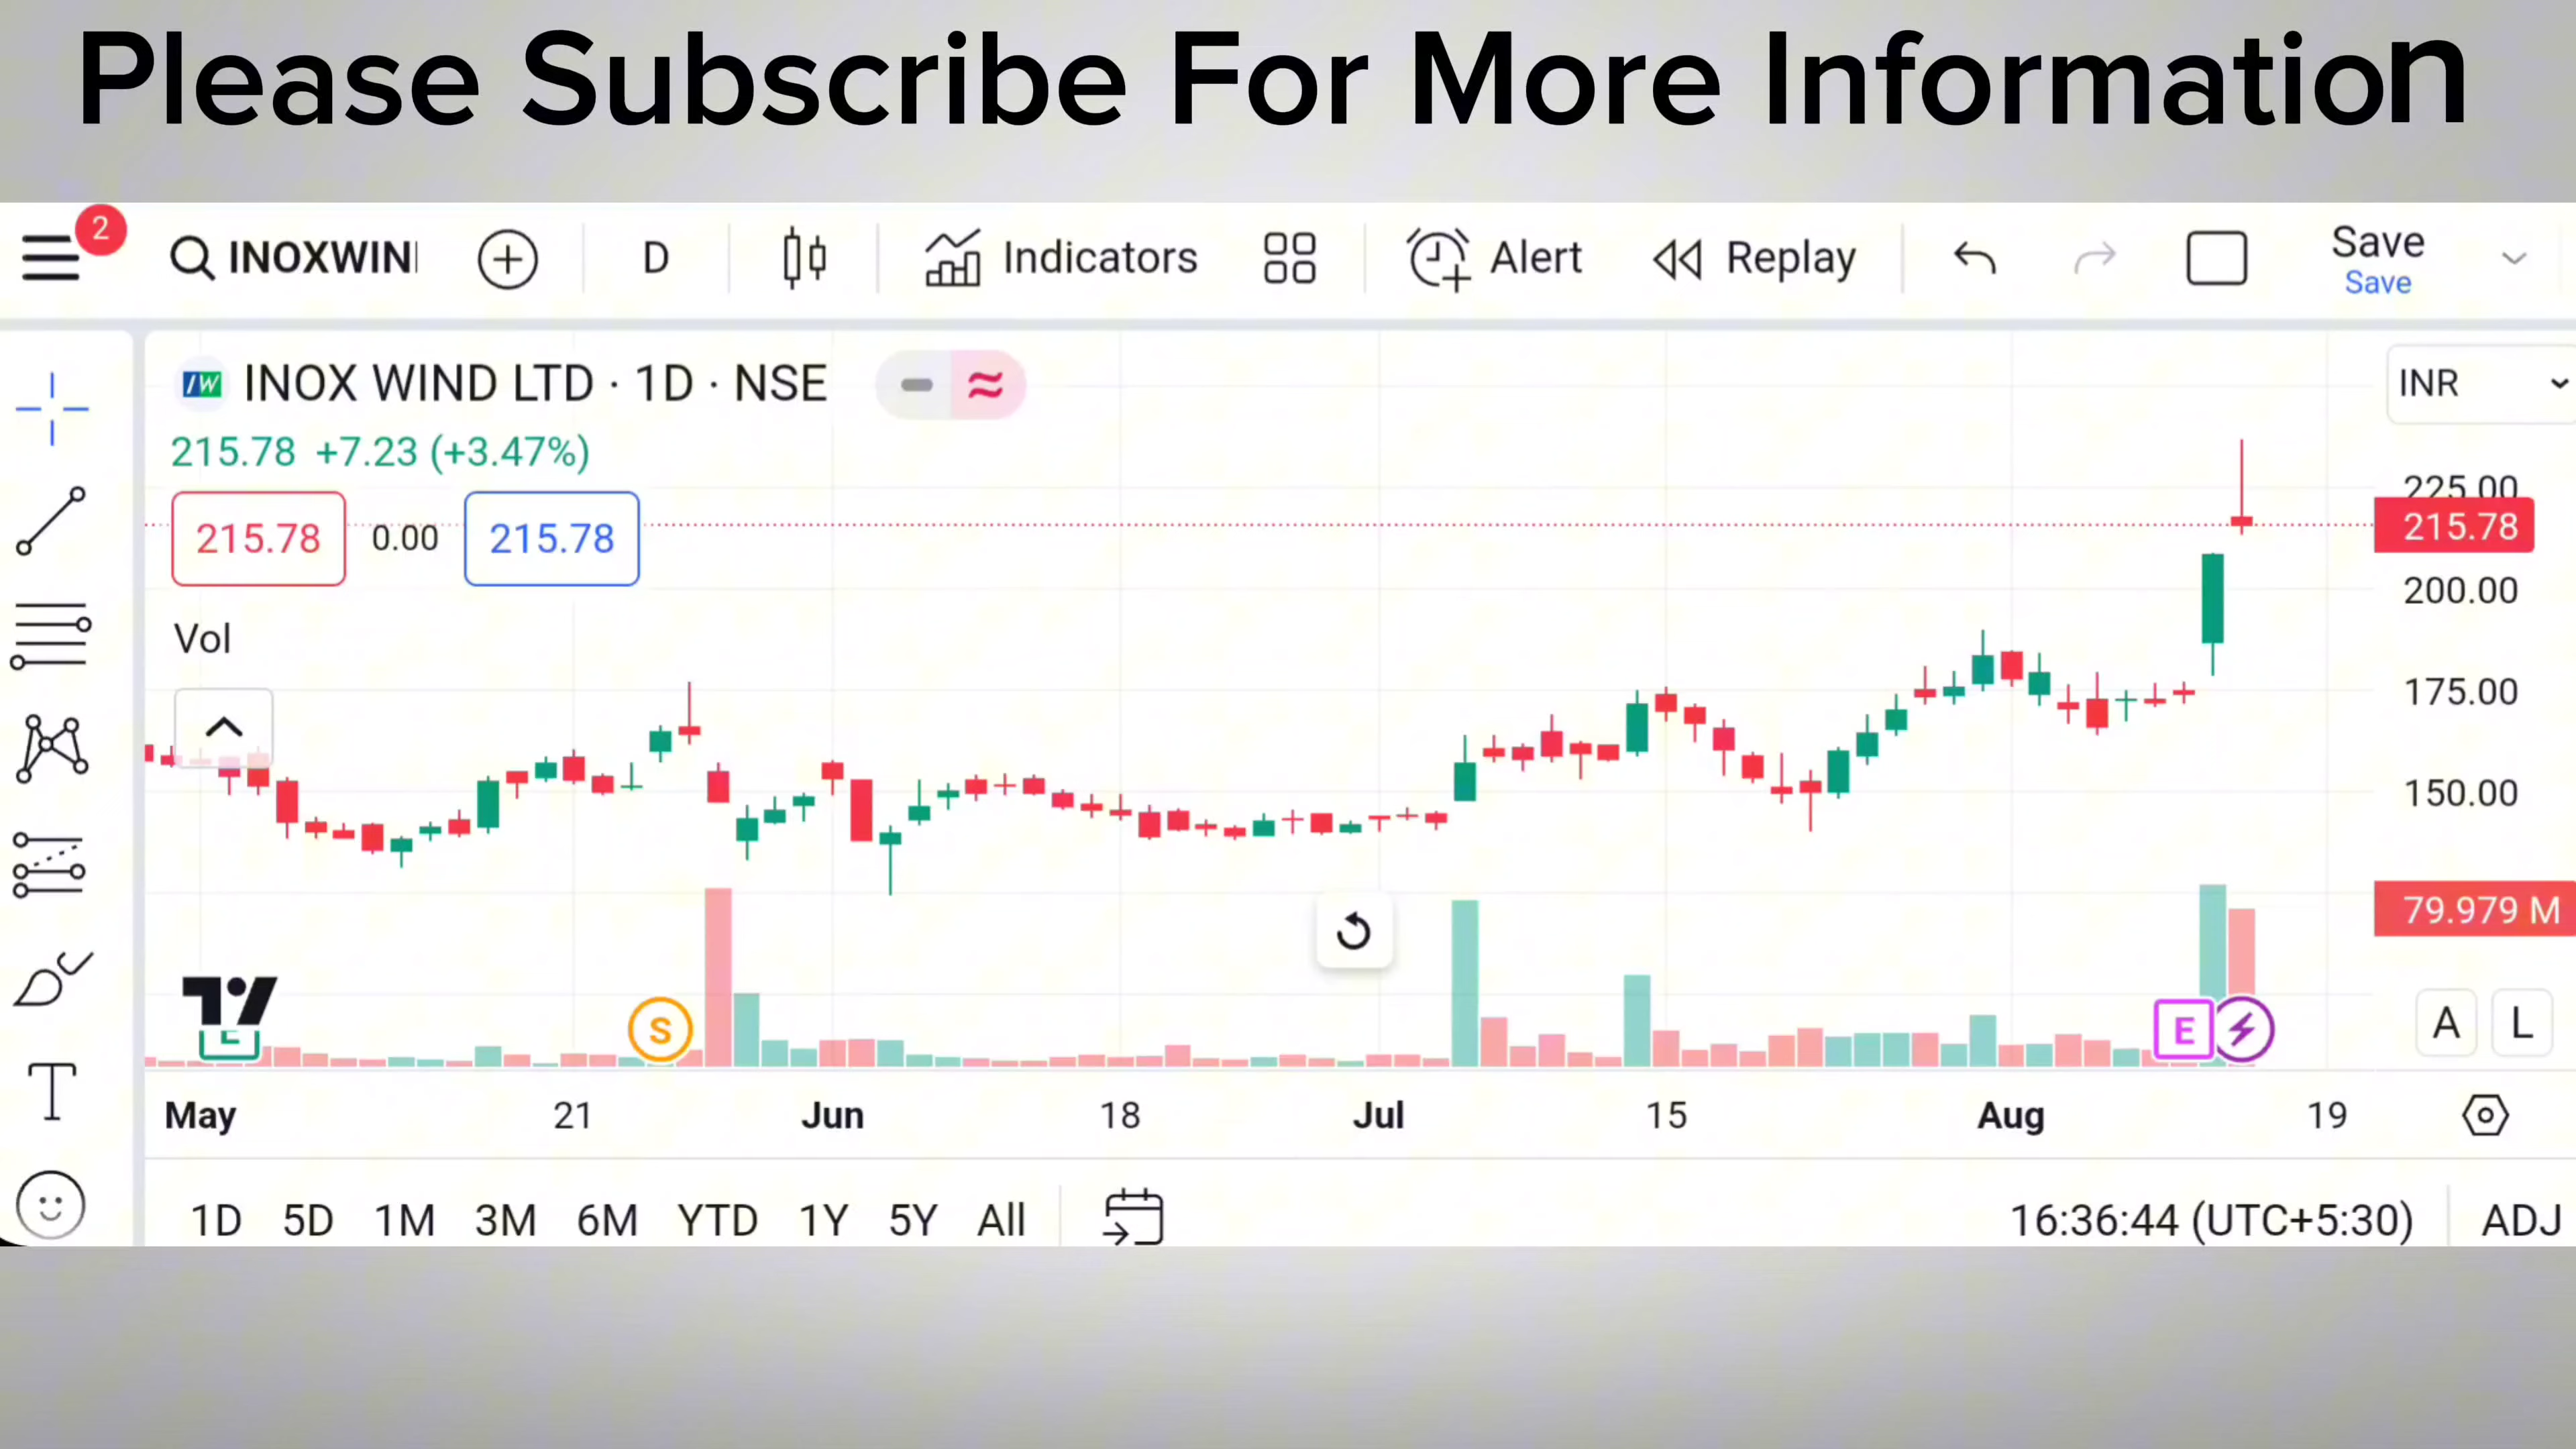 Please Subscribe For More Information
2
INOXWIN
D
Indicators
Alert
Replay
Save
Save
IW
INOX WIND LTD · 1D · NSE
INR
215.78 +7.23 (+3.47%)
215.78 0.00 215.78
Vol
225.00
215.78
200.00
175.00
150.00
79.979 M
E
S
E
A L
May 21 Jun 18 Jul 15 Aug 19
1D 5D 1M 3M 6M YTD 1Y 5Y All
16:36:44 (UTC+5:30) ADJ